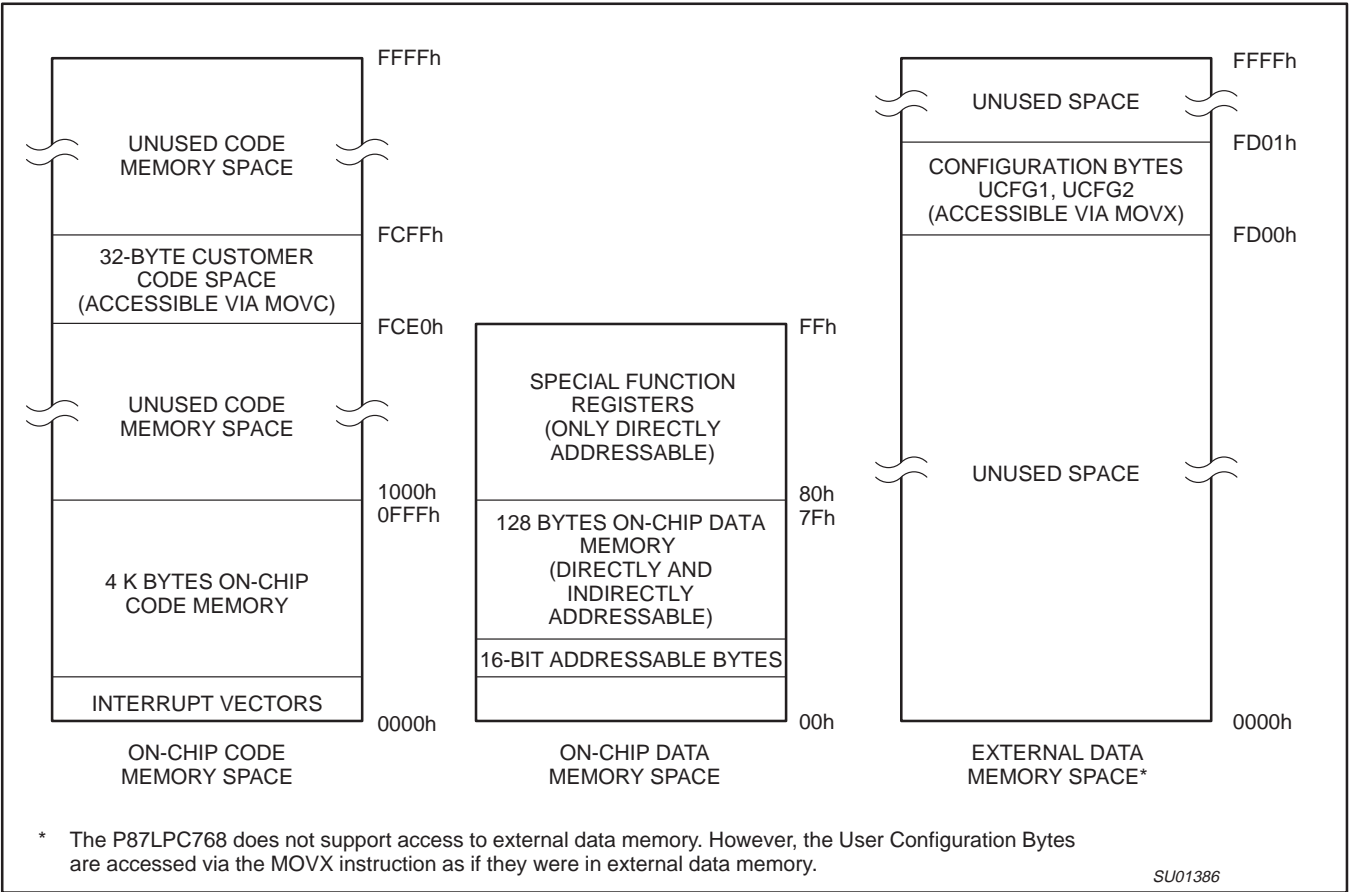 FFFFh
UNUSED CODE
MEMORY SPACE
FCFFh
32-BYTE CUSTOMER
CODE SPACE
(ACCESSIBLE VIA MOVC)
FCE0h
UNUSED CODE
MEMORY SPACE
1000h
0FFFh
4 K BYTES ON-CHIP
CODE MEMORY
INTERRUPT VECTORS
0000h
ON-CHIP CODE
MEMORY SPACE
FFh
SPECIAL FUNCTION
REGISTERS
(ONLY DIRECTLY
ADDRESSABLE)
80h
7Fh
128 BYTES ON-CHIP DATA
MEMORY
(DIRECTLY AND
INDIRECTLY
ADDRESSABLE)
16-BIT ADDRESSABLE BYTES
00h
ON-CHIP DATA
MEMORY SPACE
FFFFh
UNUSED SPACE
FD01h
CONFIGURATION BYTES
UCFG1, UCFG2
(ACCESSIBLE VIA MOVX)
FD00h
UNUSED SPACE
0000h
EXTERNAL DATA
MEMORY SPACE*
* The P87LPC768 does not support access to external data memory. However, the User Configuration Bytes
are accessed via the MOVX instruction as if they were in external data memory.
SU01386